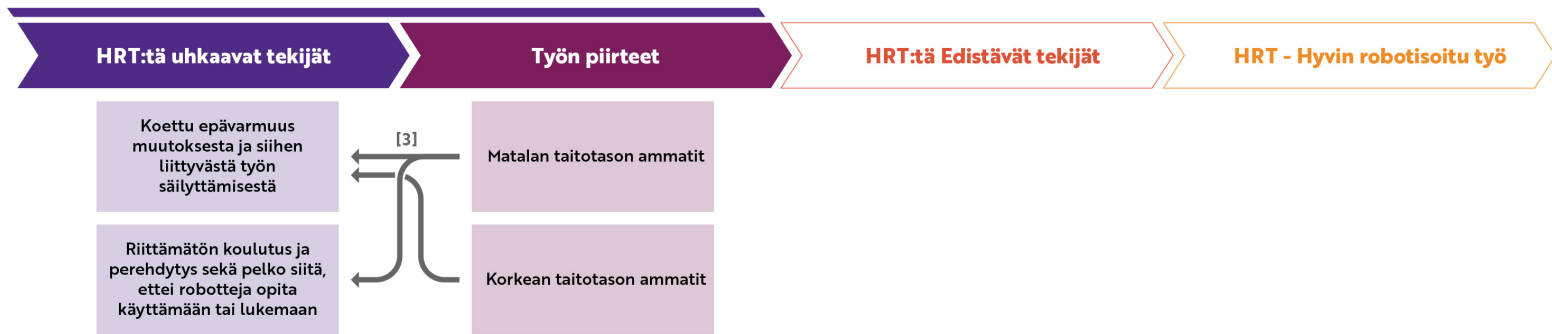 HRT:tä uhkaavat tekijät
Työn piirteet
HRT:tä Edistävät tekijät
HRT - Hyvin robotisoitu työ
Koettu epävarmuus
muutoksesta ja siihen
liittyvästä työn
säilyttämisestä
[3]
Matalan taitotason ammatit
Riittämätön koulutus ja
perehdytys sekä pelko siitä,
ettei robotteja opita
käyttämään tai lukemaan
Korkean taitotason ammatit